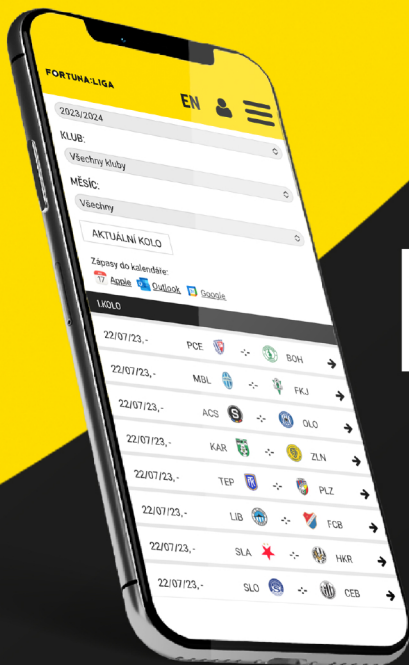 FORTUNA:LIGA
EN
2023/2024
KLUB:
Všechny kluby
MĚSÍC:
Všechny
AKTUÁLNÍ KOLO
Zápasy do kalendáře:
17 Apple Outlook Google
1.KOLO
22/07/23,- PCE -:- BOH
22/07/23,- MBL -:- FKJ
22/07/23,- ACS S -:- OLO
22/07/23,- KAR -:- ZLN
22/07/23,- TEP -:- PLZ
22/07/23,- LIB -:- FCB
22/07/23,- SLA -:- HKR
22/07/23,- SLO -:- CEB